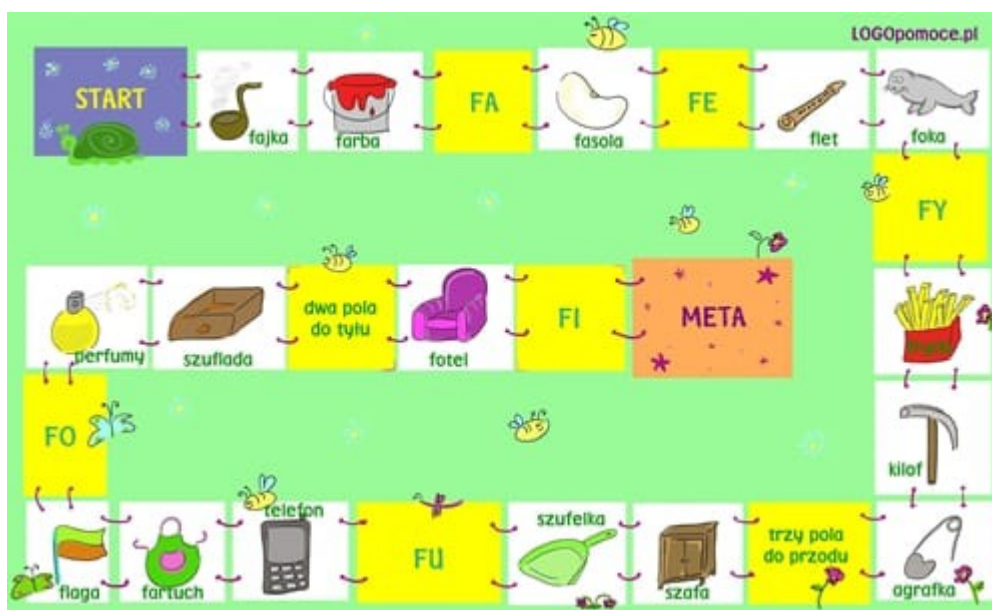 LOGOpomoce.pl
START
fajka
farba
FA
fasola
FE
flet
foka
FY
frytki
kilof
agrafka
trzy pola
do przodu
szafa
szufelka
FU
telefon
fartuch
flaga
FO
perfumy
szuflada
dwa pola
do tyłu
fotel
FI
META